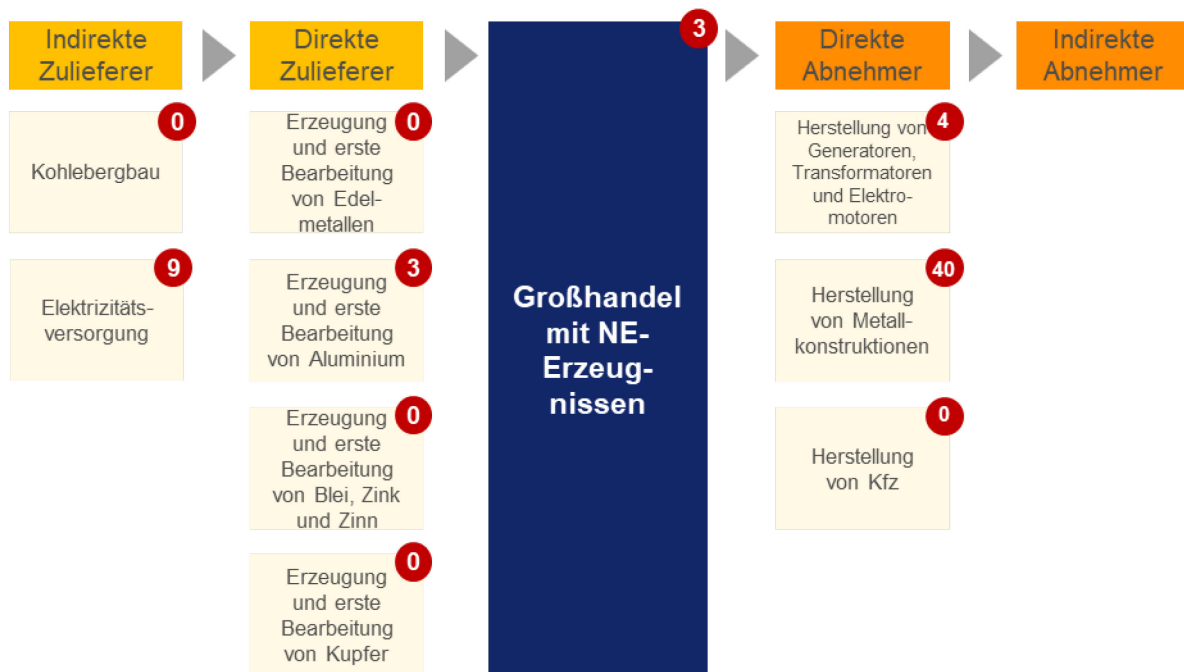 Indirekte
Zulieferer
0
Kohlebergbau
9
Elektrizitäts-
versorgung
Direkte
Zulieferer
0
Erzeugung
und erste
Bearbeitung
von Edel-
metallen
3
Erzeugung
und erste
Bearbeitung
von Aluminium
0
Erzeugung
und erste
Bearbeitung
von Blei, Zink
und Zinn
0
Erzeugung
und erste
Bearbeitung
von Kupfer
3
Großhandel
mit NE-
Erzeug-
nissen
Direkte
Abnehmer
4
Herstellung von
Generatoren,
Transformatoren
und Elektro-
motoren
40
Herstellung
von Metall-
konstruktionen
0
Herstellung
von Kfz
Indirekte
Abnehmer